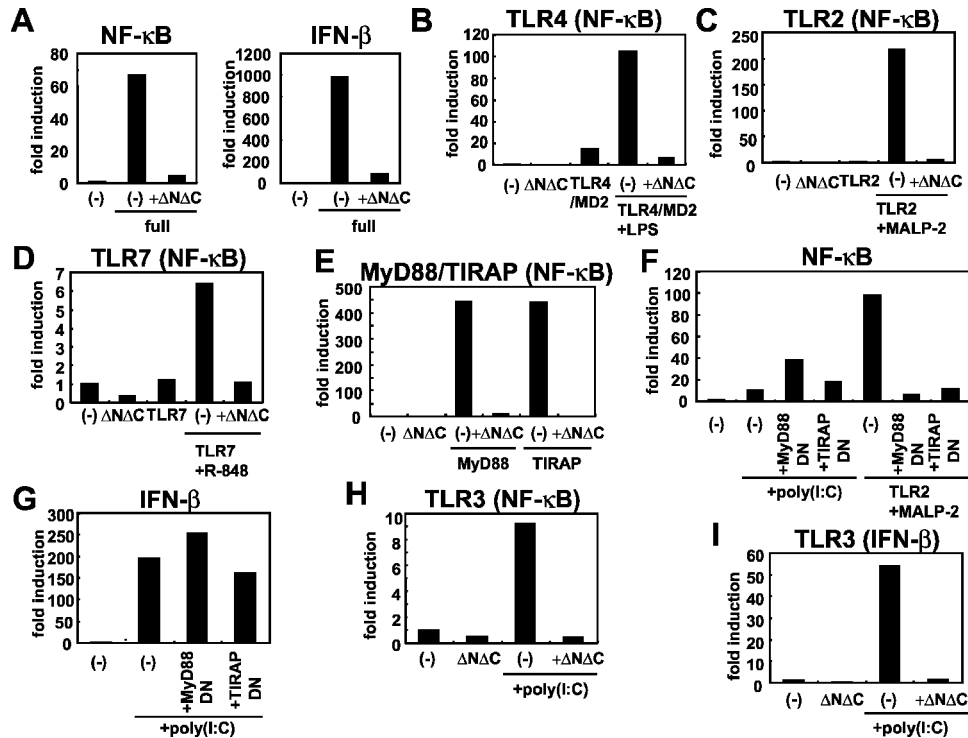 A
NF-κB
fold induction
80
60
40
20
0
(-) (-) +ΔNΔC
full
IFN-β
fold induction
1000
800
600
400
200
0
(-) (-) +ΔNΔC
full
B
TLR4 (NF-κB)
fold induction
120
100
80
60
40
20
0
(-) ΔNΔC TLR4 /MD2 (-) +ΔNΔC
TLR4/MD2
+LPS
C
TLR2 (NF-κB)
fold induction
250
200
150
100
50
0
(-) ΔNΔC TLR2 (-) +ΔNΔC
TLR2
+MALP-2
D
TLR7 (NF-κB)
fold induction
7
6
5
4
3
2
1
0
(-) ΔNΔC TLR7 (-) +ΔNΔC
TLR7
+R-848
E
MyD88/TIRAP (NF-κB)
fold induction
500
400
300
200
100
0
(-) ΔNΔC (-) +ΔNΔC (-) +ΔNΔC
MyD88 TIRAP
F
NF-κB
fold induction
120
100
80
60
40
20
0
(-) (-) +MyD88 DN +TIRAP DN (-) +MyD88 DN +TIRAP DN
+poly(I:C) TLR2
+MALP-2
G
IFN-β
fold induction
300
250
200
150
100
50
0
(-) (-) +MyD88 DN +TIRAP DN
+poly(I:C)
H
TLR3 (NF-κB)
fold induction
10
8
6
4
2
0
(-) ΔNΔC (-) +ΔNΔC
+poly(I:C)
I
TLR3 (IFN-β)
fold induction
60
50
40
30
20
10
0
(-) ΔNΔC (-) +ΔNΔC
+poly(I:C)